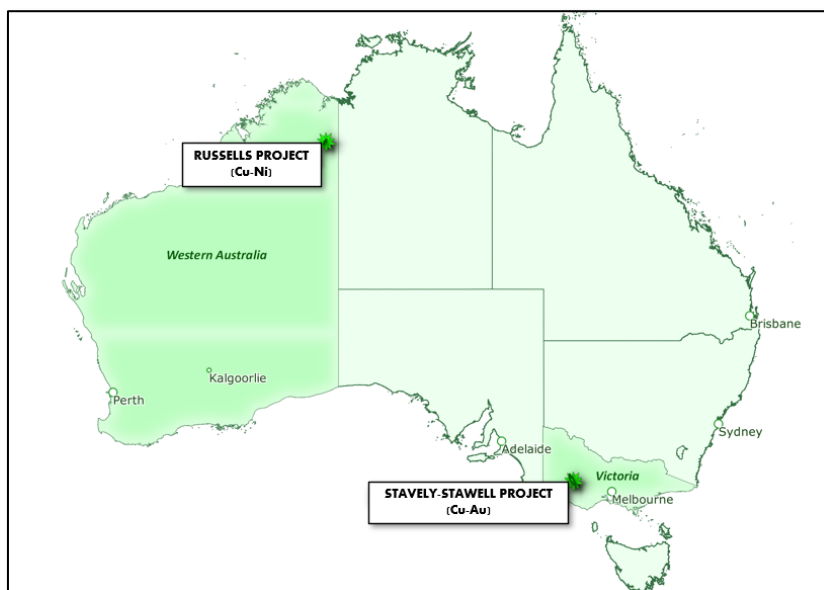 RUSSELLS PROJECT
(Cu-Ni)
Western Australia
Brisbane
Kalgoorlie
Perth
Sydney
Adelaide
Victoria
STAVELY-STAWELL PROJECT
(Cu-Au)
Melbourne